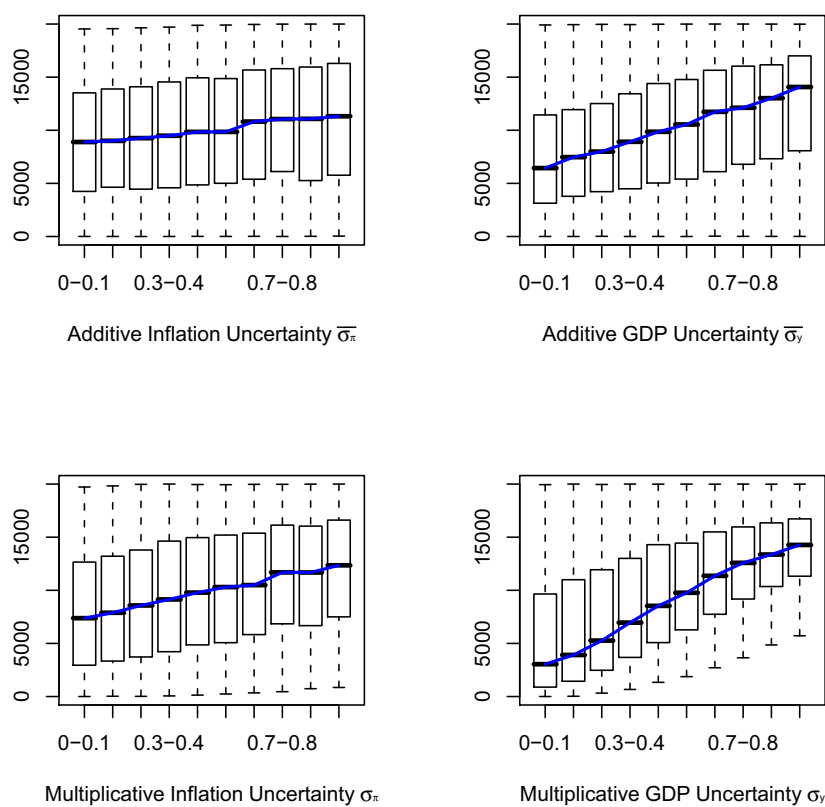 15000
5000
0
0−0.1 0.3−0.4 0.7−0.8
Additive Inflation Uncertainty σ̅π
15000
5000
0
0−0.1 0.3−0.4 0.7−0.8
Additive GDP Uncertainty σ̅y
15000
5000
0
0−0.1 0.3−0.4 0.7−0.8
Multiplicative Inflation Uncertainty σπ
15000
5000
0
0−0.1 0.3−0.4 0.7−0.8
Multiplicative GDP Uncertainty σy